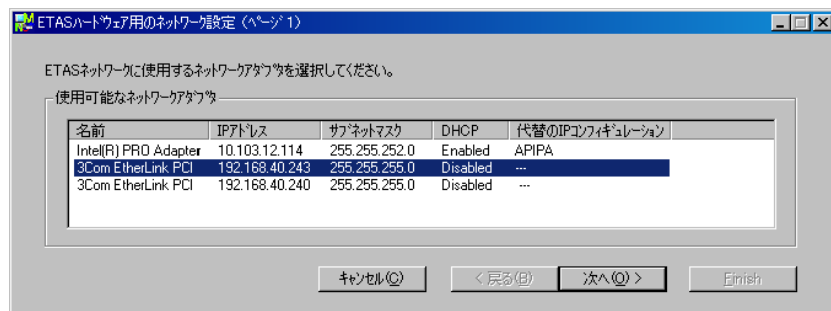 ETASﾊｰﾄﾞｳｪｱ用のﾈｯﾄﾜｰｸ設定 (ﾍﾟｰｼﾞ 1)
ETASﾈｯﾄﾜｰｸに使用するﾈｯﾄﾜｰｸｱﾀﾞﾌﾟﾀを選択してください。
使用可能なﾈｯﾄﾜｰｸｱﾀﾞﾌﾟﾀ
名前 IPｱﾄﾞﾚｽ ｻﾌﾞﾈｯﾄﾏｽｸ DHCP 代替のIPｺﾝﾌｨｷﾞｭﾚｰｼｮﾝ
Intel(R) PRO Adapter 10.103.12.114 255.255.252.0 Enabled APIPA
3Com EtherLink PCI 192.168.40.243 255.255.255.0 Disabled ---
3Com EtherLink PCI 192.168.40.240 255.255.255.0 Disabled ---
ｷｬﾝｾﾙ(C) < 戻る(B) 次へ(O) > Finish